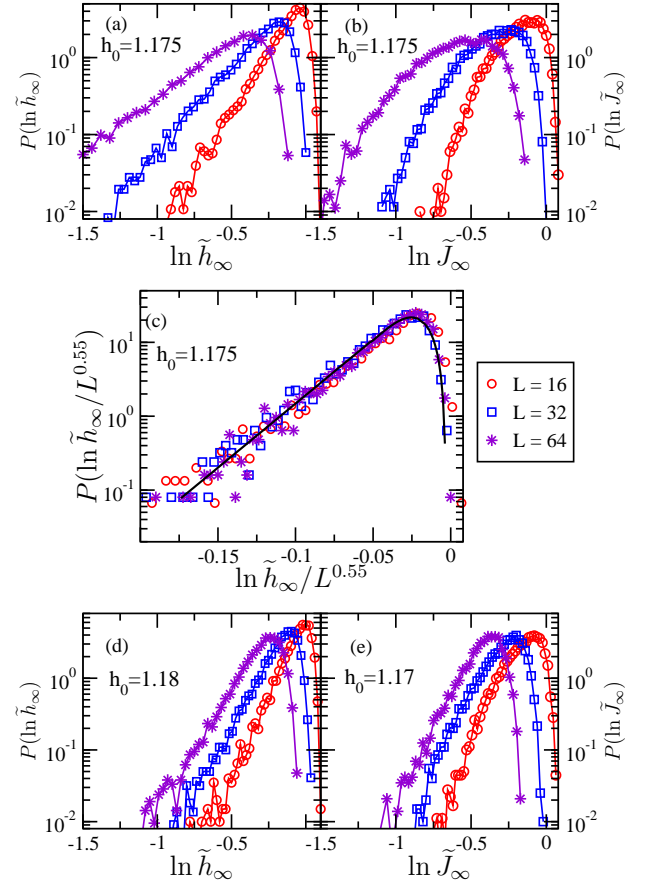 (a)
h₀=1.175
P(ln h̃∞)
10⁰
10⁻¹
10⁻²
-1.5 -1 -0.5
ln h̃∞
(b)
h₀=1.175
P(ln J̃∞)
10⁰
10⁻¹
10⁻²
-1.5 -1 -0.5 0
ln J̃∞
(c)
h₀=1.175
P(ln h̃∞/L^0.55)
10¹
10⁰
10⁻¹
-0.15 -0.1 -0.05 0
ln h̃∞/L^0.55
L = 16
L = 32
L = 64
(d)
h₀=1.18
P(ln h̃∞)
10⁰
10⁻¹
10⁻²
-1.5 -1 -0.5
ln h̃∞
(e)
h₀=1.17
P(ln J̃∞)
10⁰
10⁻¹
10⁻²
-1.5 -1 -0.5 0
ln J̃∞